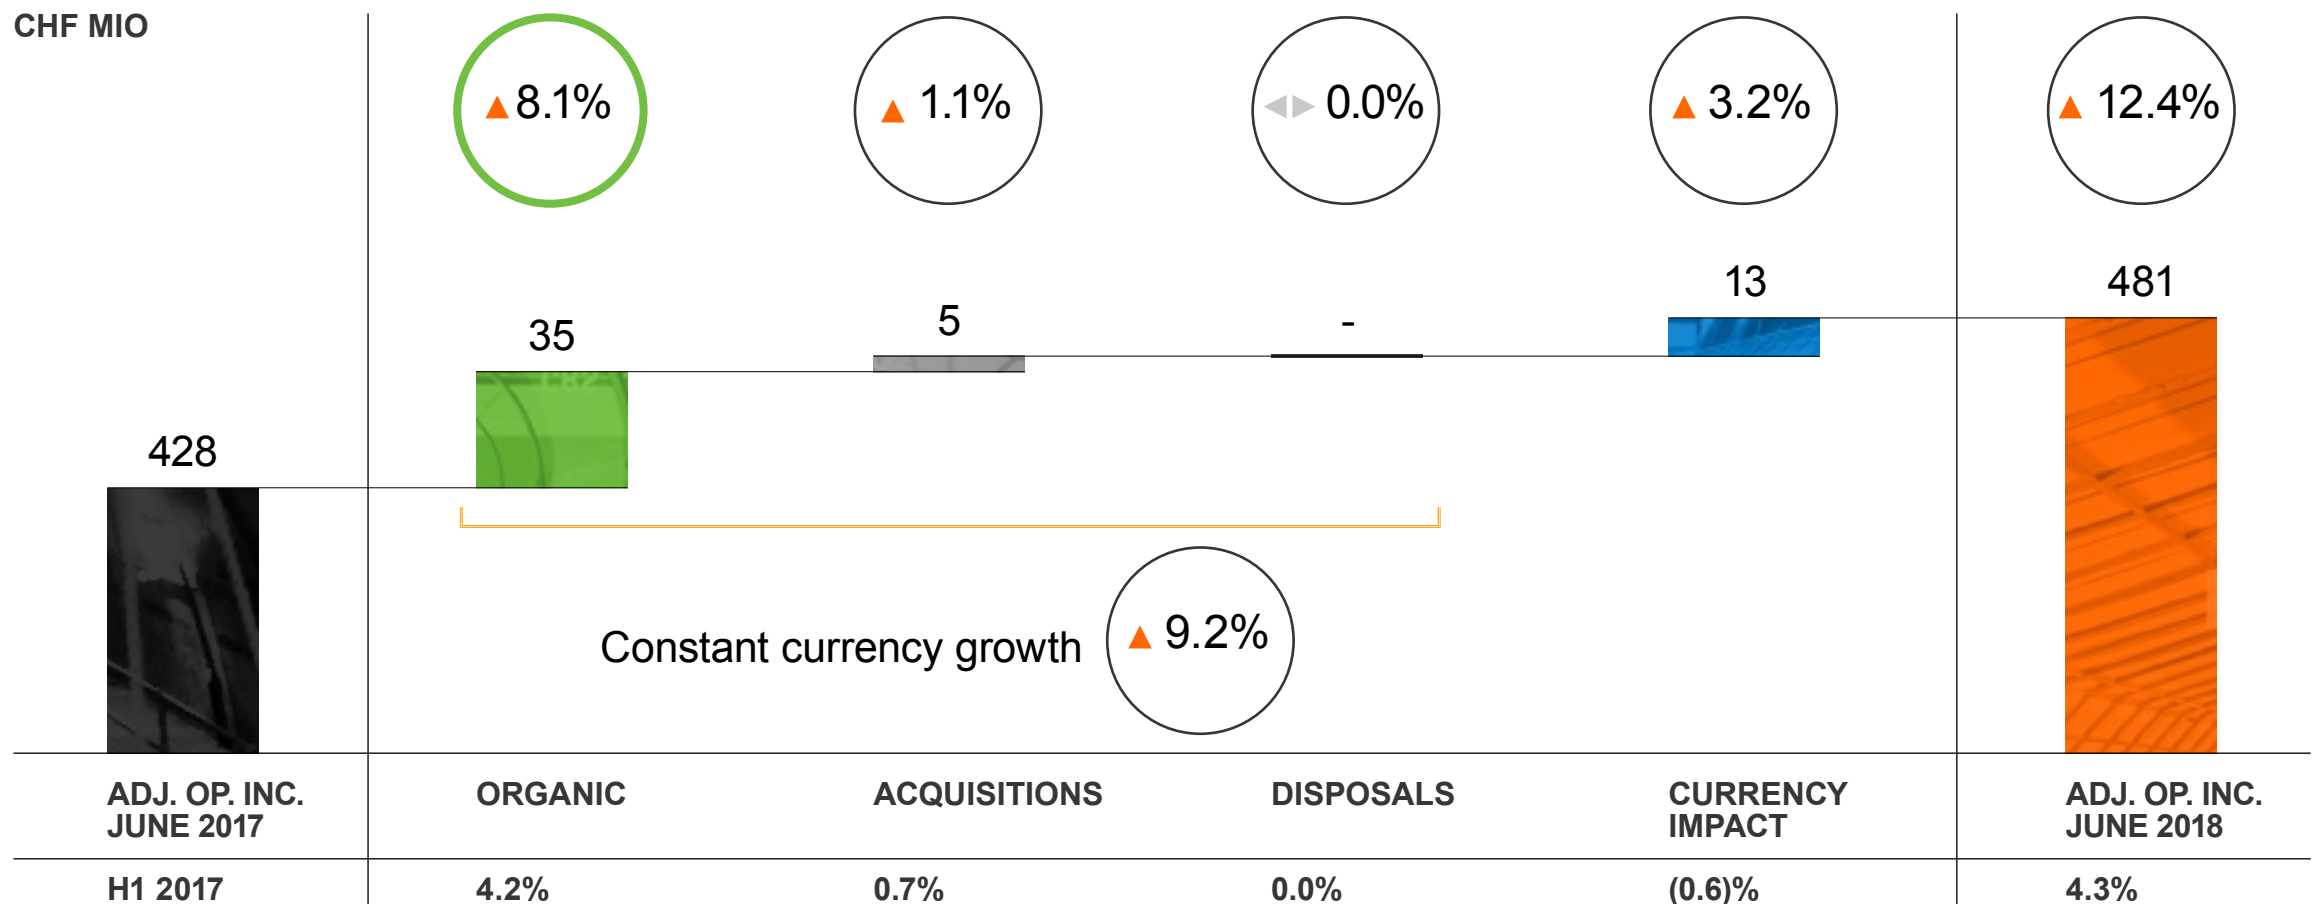 CHF MIO
▲8.1%
▲ 1.1%
◀▶ 0.0%
▲ 3.2%
▲ 12.4%
428
35
5
-
13
481
Constant currency growth ▲ 9.2%
ADJ. OP. INC.
JUNE 2017
ORGANIC
ACQUISITIONS
DISPOSALS
CURRENCY
IMPACT
ADJ. OP. INC.
JUNE 2018
H1 2017
4.2%
0.7%
0.0%
(0.6)%
4.3%